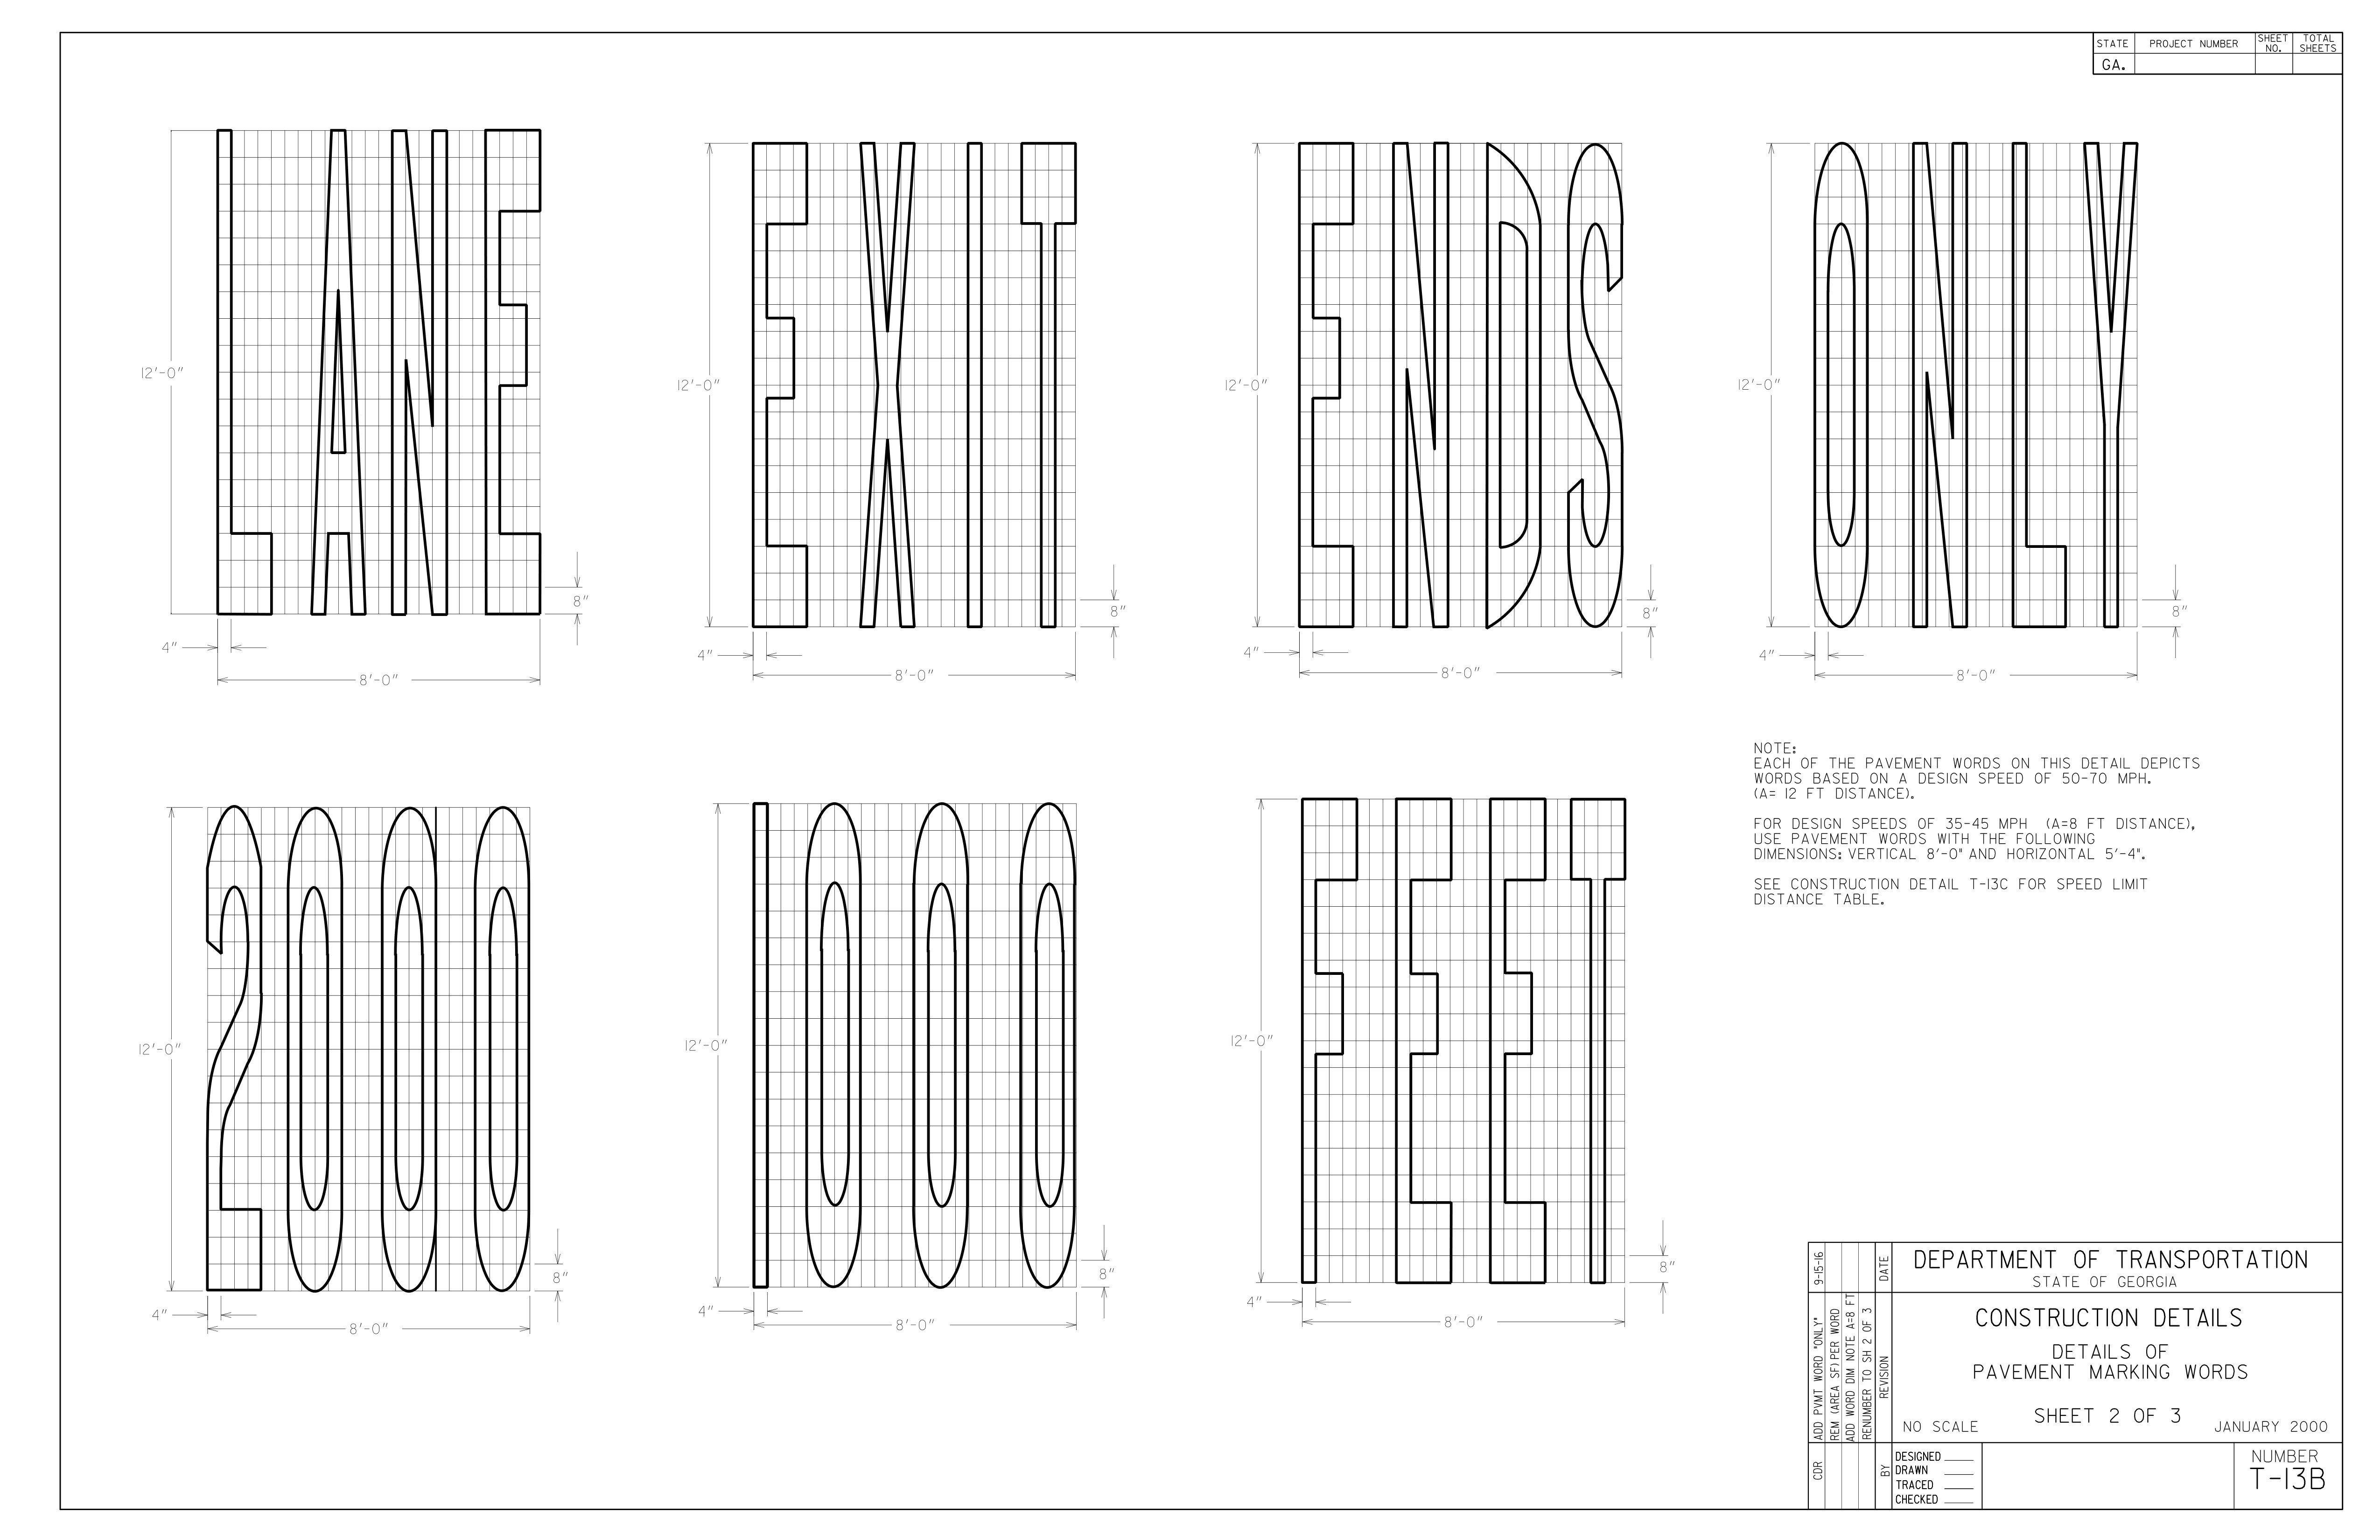 STATE PROJECT NUMBER SHEET NO. TOTAL SHEETS
GA.
LANE
12'-0"
8"
4"
8'-0"
EXIT
12'-0"
8"
4"
8'-0"
ENDS
12'-0"
8"
4"
8'-0"
ONLY
12'-0"
8"
4"
8'-0"
2000
12'-0"
8"
4"
8'-0"
1000
12'-0"
8"
4"
8'-0"
FEET
12'-0"
8"
4"
8'-0"
NOTE:
EACH OF THE PAVEMENT WORDS ON THIS DETAIL DEPICTS
WORDS BASED ON A DESIGN SPEED OF 50-70 MPH.
(A= 12 FT DISTANCE).
FOR DESIGN SPEEDS OF 35-45 MPH (A=8 FT DISTANCE),
USE PAVEMENT WORDS WITH THE FOLLOWING
DIMENSIONS: VERTICAL 8'-0" AND HORIZONTAL 5'-4".
SEE CONSTRUCTION DETAIL T-13C FOR SPEED LIMIT
DISTANCE TABLE.
CDR ADD PVMT WORD "ONLY" 9-15-16
REM (AREA SF) PER WORD
ADD WORD DIM NOTE A=8 FT
RENUMBER TO SH 2 OF 3
BY REVISION DATE
DEPARTMENT OF TRANSPORTATION
STATE OF GEORGIA
CONSTRUCTION DETAILS
DETAILS OF
PAVEMENT MARKING WORDS
SHEET 2 OF 3
NO SCALE JANUARY 2000
DESIGNED
DRAWN
TRACED
CHECKED
NUMBER
T-13B